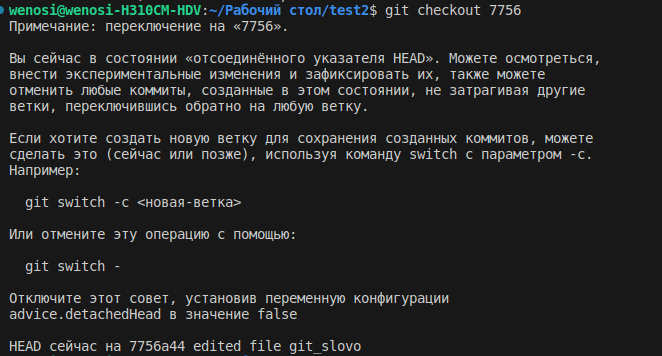 wenosi@wenosi-H310CM-HDV:~/Рабочий стол/test2$ git checkout 7756
Примечание: переключение на «7756».
Вы сейчас в состоянии «отсоединённого указателя HEAD». Можете осмотреться,
внести экспериментальные изменения и зафиксировать их, также можете
отменить любые коммиты, созданные в этом состоянии, не затрагивая другие
ветки, переключившись обратно на любую ветку.
Если хотите создать новую ветку для сохранения созданных коммитов, можете
сделать это (сейчас или позже), используя команду switch с параметром -c.
Например:
git switch -c <новая-ветка>
Или отмените эту операцию с помощью:
git switch -
Отключите этот совет, установив переменную конфигурации
advice.detachedHead в значение false
HEAD сейчас на 7756a44 edited file git_slovo